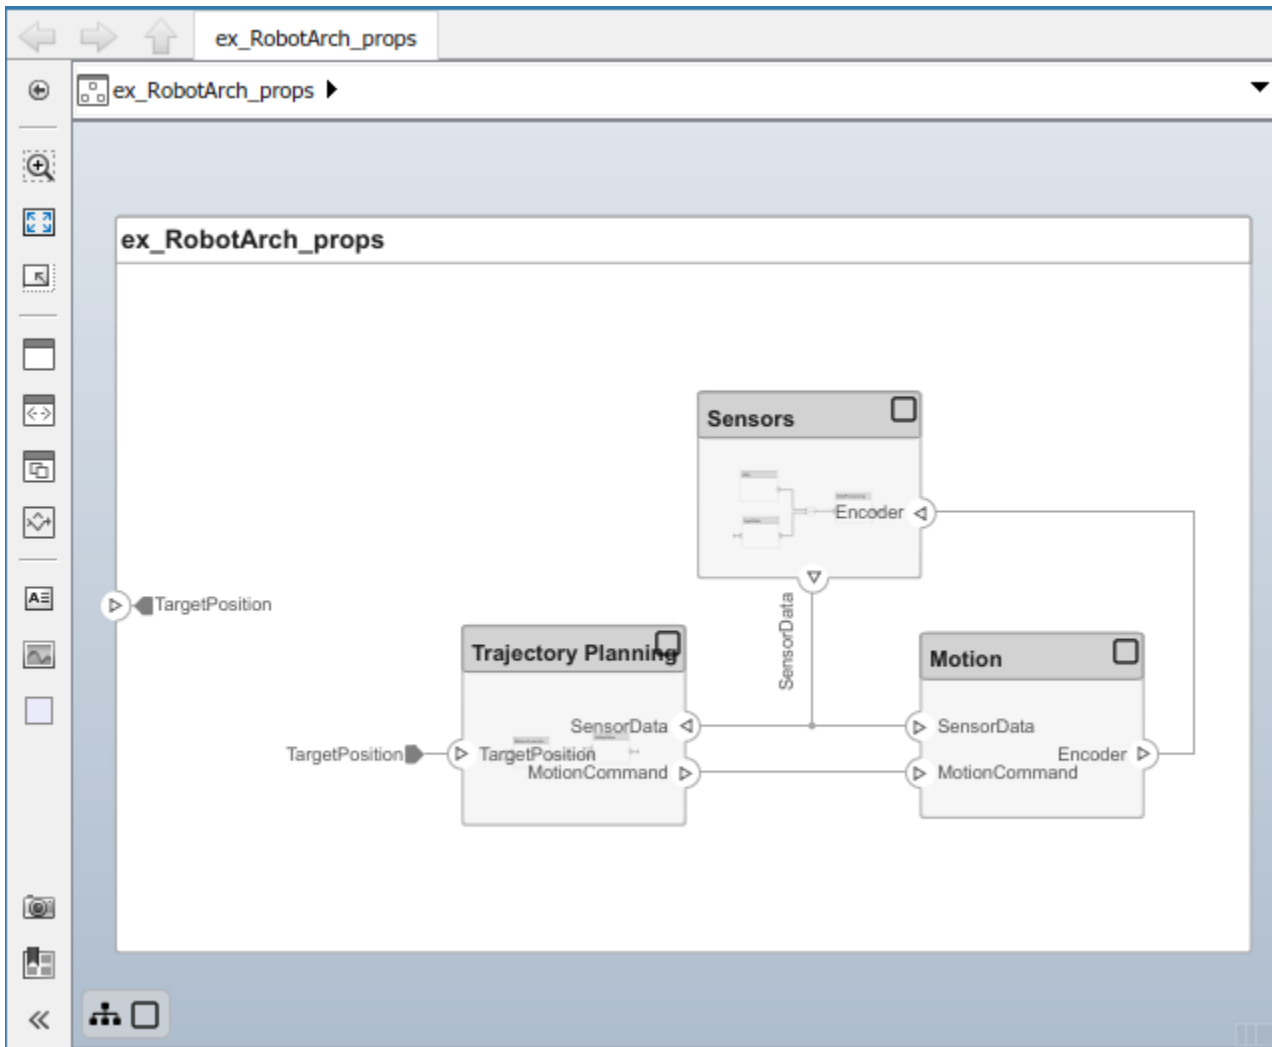 ex_RobotArch_props
ex_RobotArch_props
ex_RobotArch_props
Sensors
Encoder
SensorData
TargetPosition
Trajectory Planning
SensorData
TargetPosition
TargetPosition
MotionCommand
Motion
SensorData
Encoder
MotionCommand